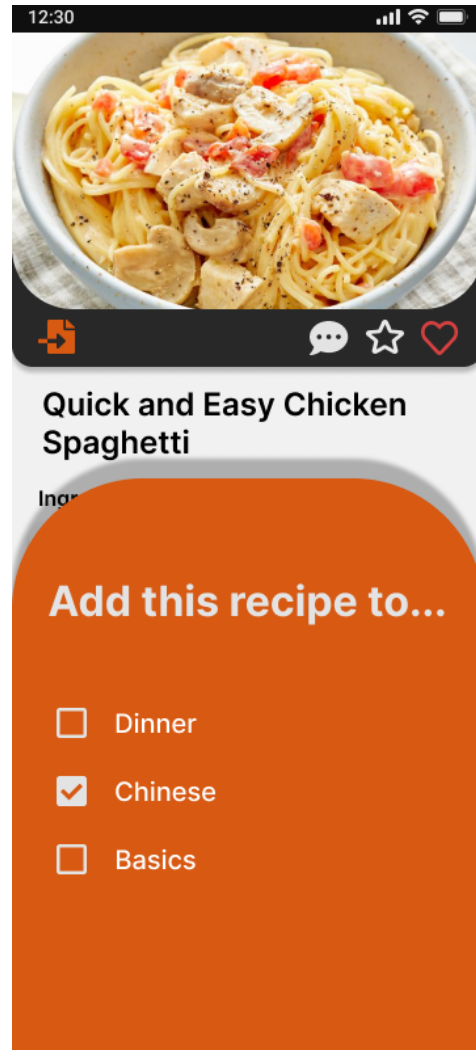 12:30
Quick and Easy Chicken
Spaghetti
Add this recipe to...
Dinner
Chinese
Basics